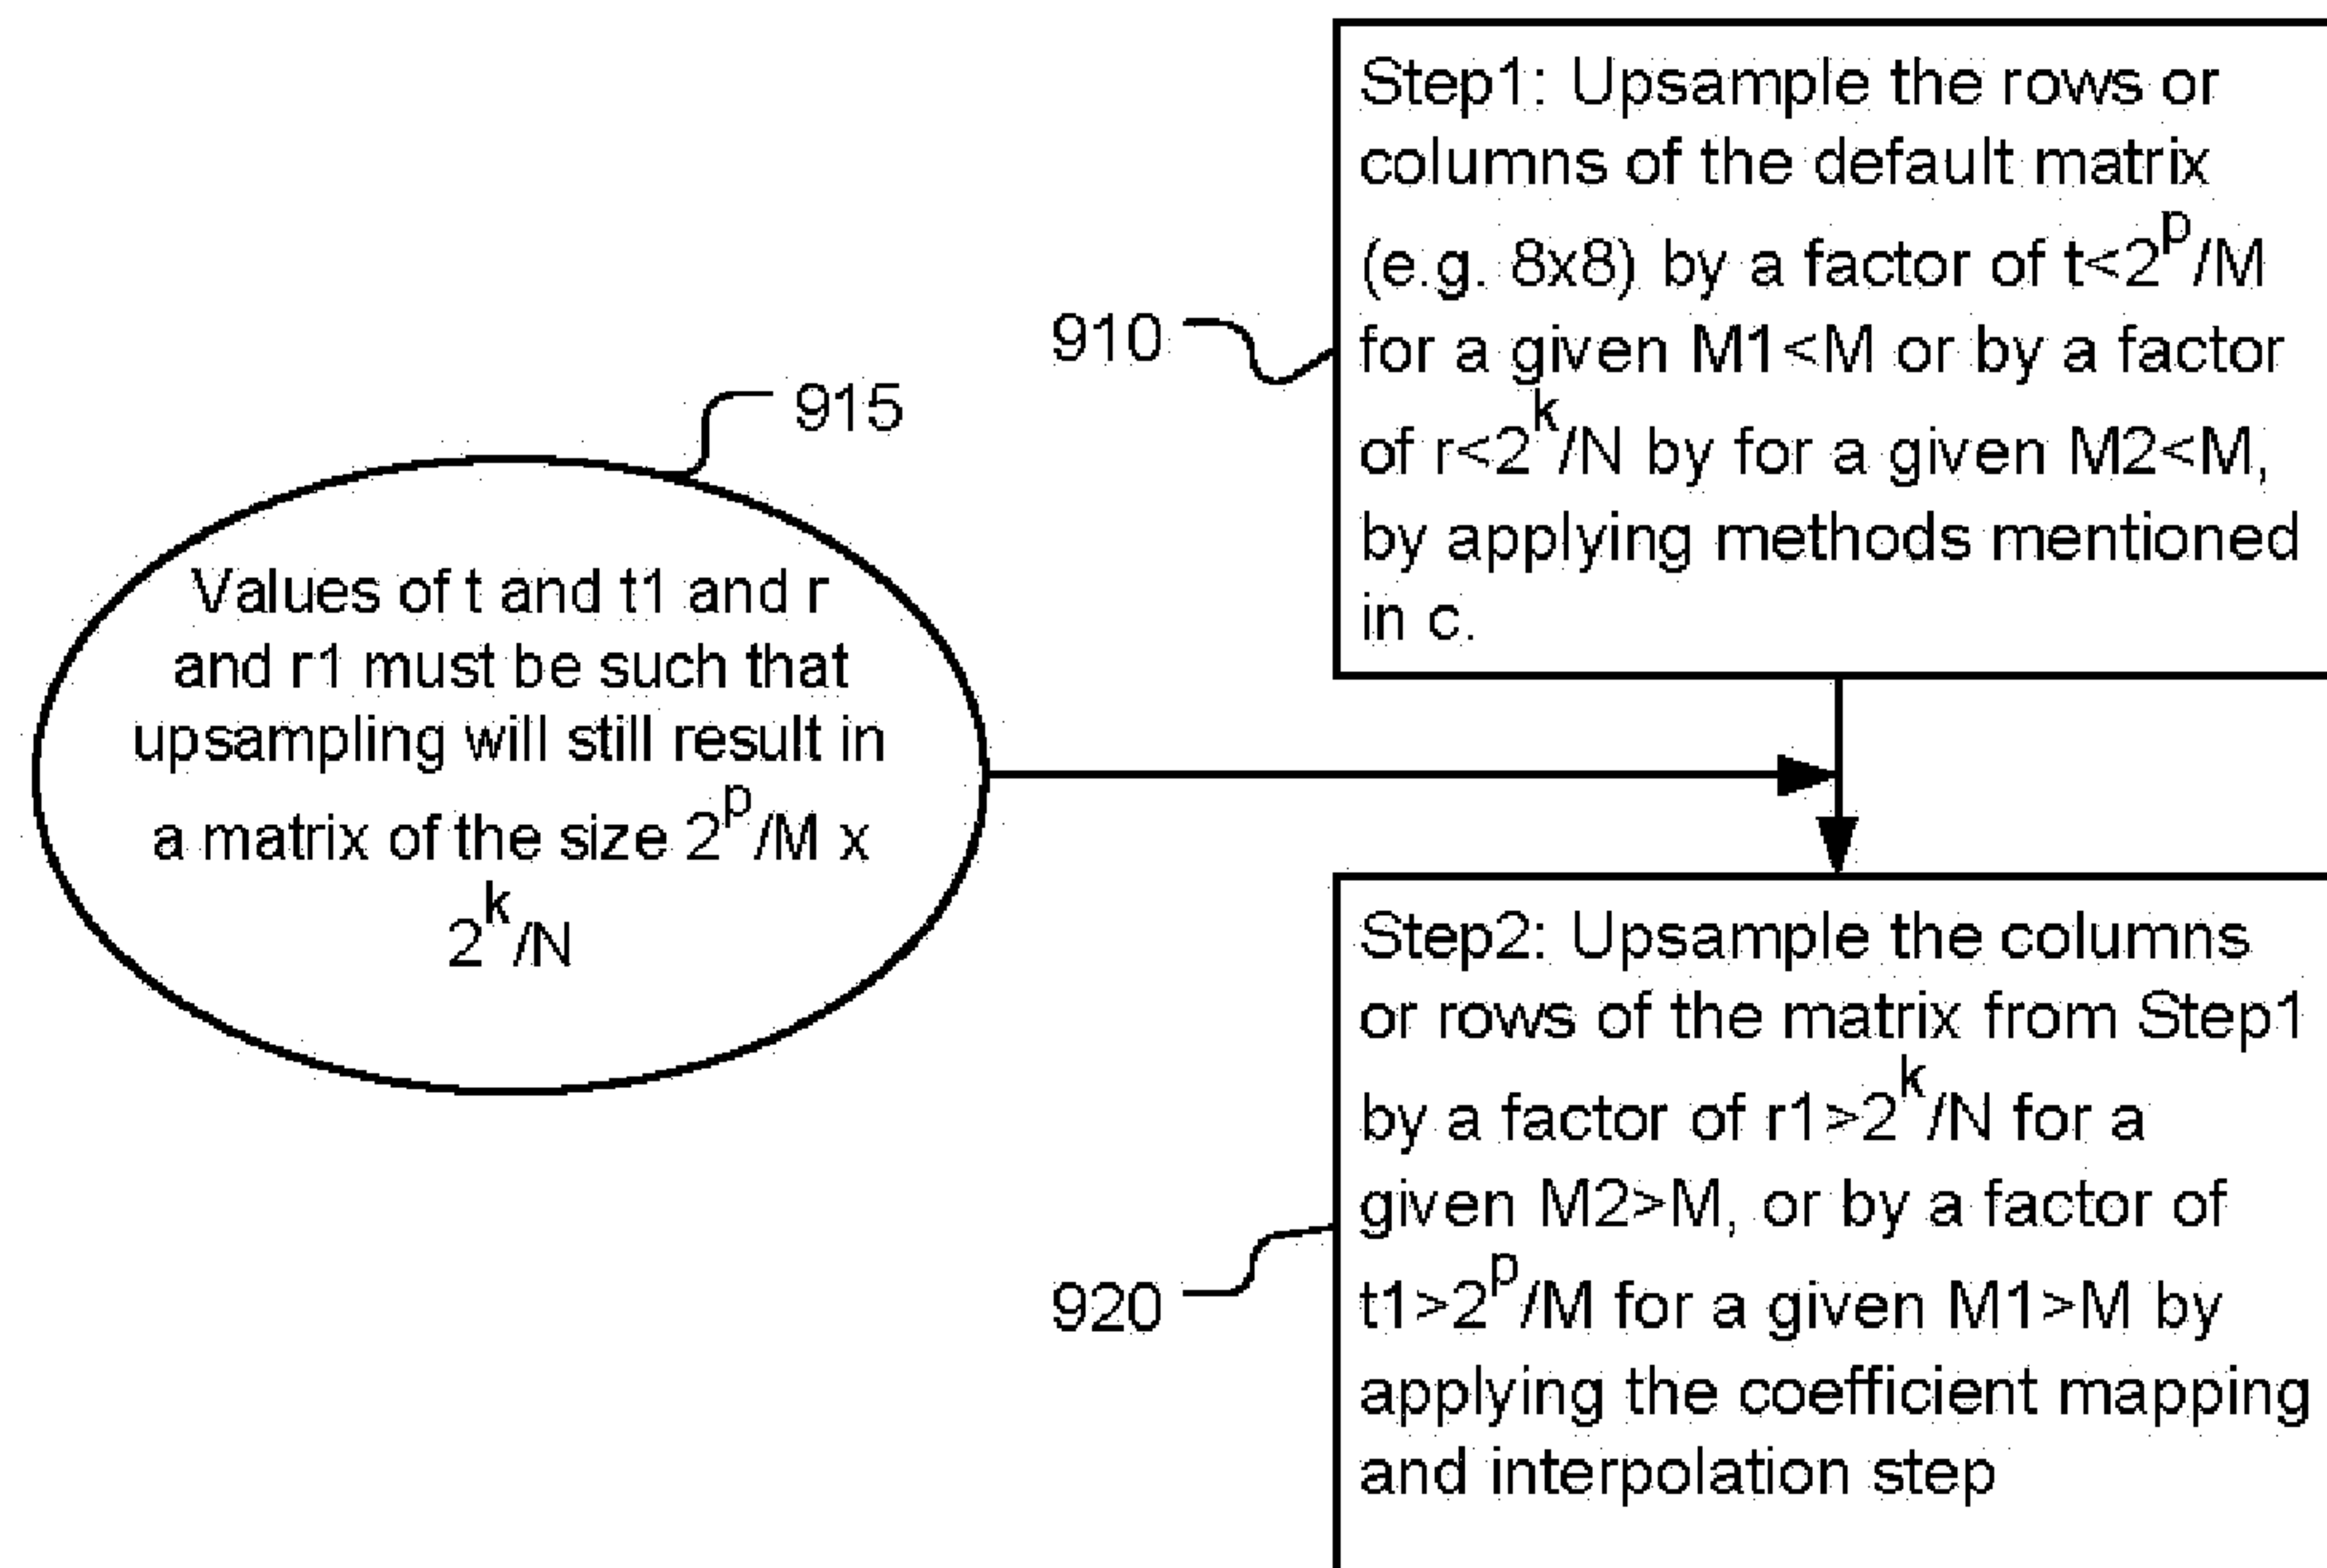 Step1: Upsample the rows or
columns of the default matrix
(e.g. 8x8) by a factor of t<2^p/M
for a given M1<M or by a factor
of r<2^k/N by for a given M2<M,
by applying methods mentioned
in c.
910
915
Values of t and t1 and r
and r1 must be such that
upsampling will still result in
a matrix of the size 2^p/M x
2^k/N
Step2: Upsample the columns
or rows of the matrix from Step1
by a factor of r1>2^k/N for a
given M2>M, or by a factor of
t1>2^p/M for a given M1>M by
applying the coefficient mapping
and interpolation step
920